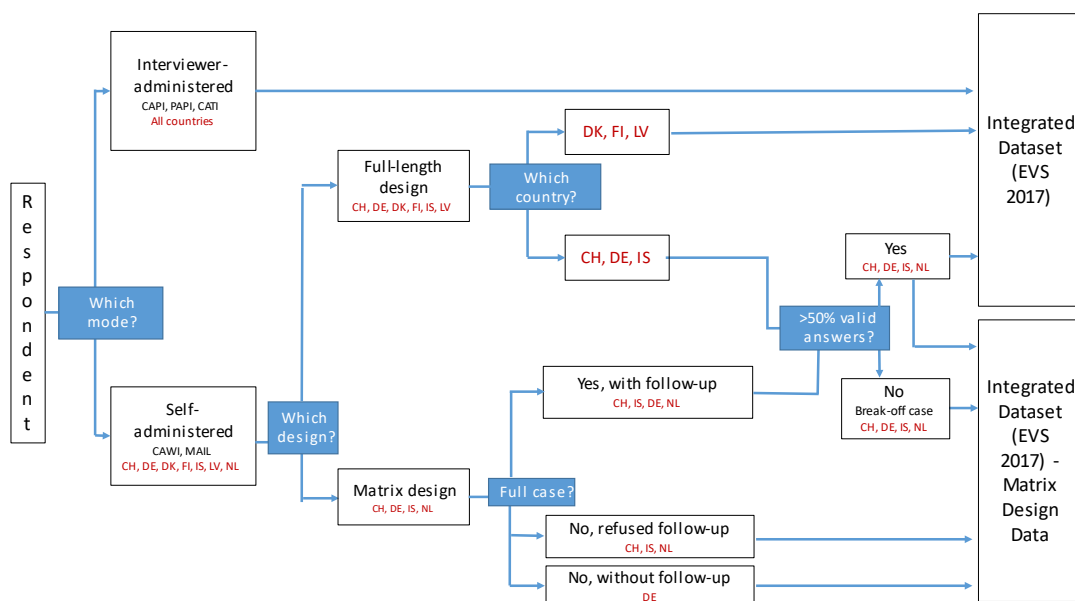 Respondent
Which
mode?
Interviewer-
administered
CAPI, PAPI, CATI
All countries
Self-
administered
CAWI, MAIL
CH, DE, DK, FI, IS, LV, NL
Which
design?
Full-length
design
CH, DE, DK, FI, IS, LV
Matrix design
CH, DE, IS, NL
Which
country?
DK, FI, LV
CH, DE, IS
Full case?
Yes, with follow-up
CH, IS, DE, NL
No, refused follow-up
CH, IS, NL
No, without follow-up
DE
>50% valid
answers?
Yes
CH, DE, IS, NL
No
Break-off case
CH, DE, IS, NL
Integrated
Dataset
(EVS
2017)
Integrated
Dataset
(EVS
2017) -
Matrix
Design
Data